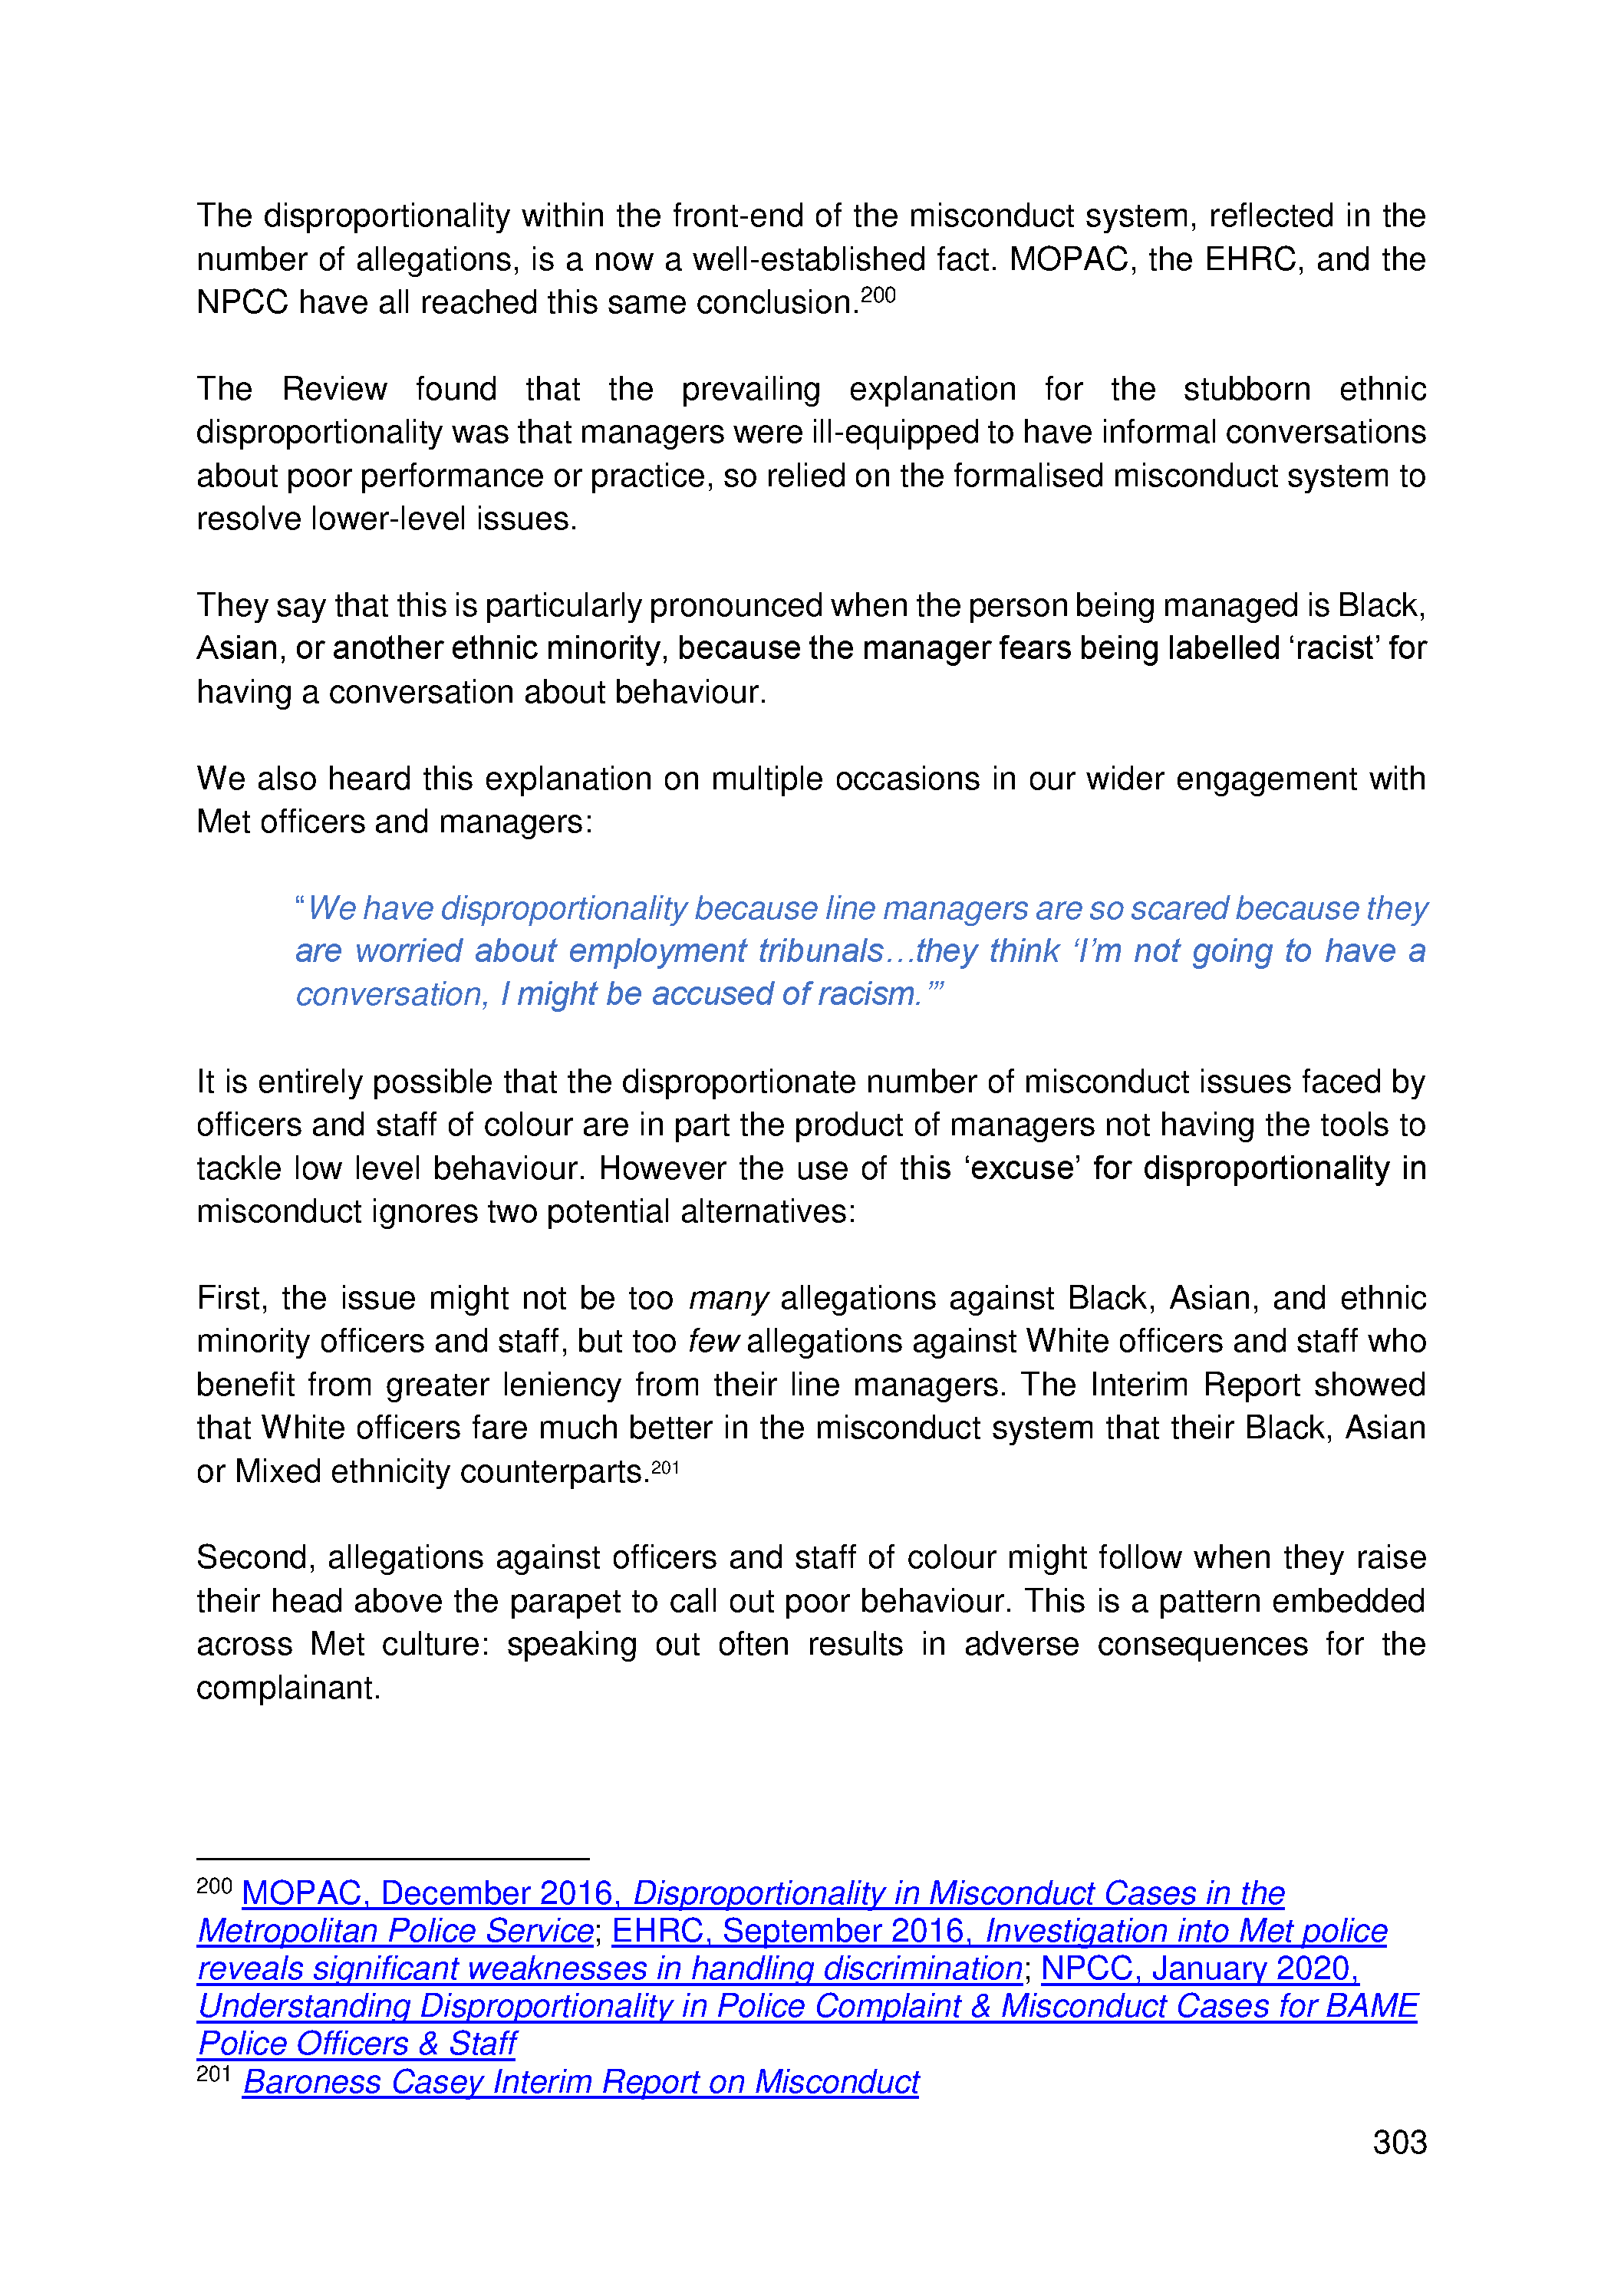 The disproportionality within the front-end of the misconduct system, reflected in the
number of allegations, is a now a well-established fact. MOPAC, the EHRC, and the
NPCC have all reached this same conclusion.200
The Review found that the prevailing explanation for the stubborn ethnic
disproportionality was that managers were ill-equipped to have informal conversations
about poor performance or practice, so relied on the formalised misconduct system to
resolve lower-level issues.
They say that this is particularly pronounced when the person being managed is Black,
Asian, or another ethnic minority, because the manager fears being labelled ‘racist’ for
having a conversation about behaviour.
We also heard this explanation on multiple occasions in our wider engagement with
Met officers and managers:
“We have disproportionality because line managers are so scared because they
are worried about employment tribunals…they think ‘I’m not going to have a
conversation, I might be accused of racism.’”
It is entirely possible that the disproportionate number of misconduct issues faced by
officers and staff of colour are in part the product of managers not having the tools to
tackle low level behaviour. However the use of this ‘excuse’ for disproportionality in
misconduct ignores two potential alternatives:
First, the issue might not be too many allegations against Black, Asian, and ethnic
minority officers and staff, but too few allegations against White officers and staff who
benefit from greater leniency from their line managers. The Interim Report showed
that White officers fare much better in the misconduct system that their Black, Asian
or Mixed ethnicity counterparts.201
Second, allegations against officers and staff of colour might follow when they raise
their head above the parapet to call out poor behaviour. This is a pattern embedded
across Met culture: speaking out often results in adverse consequences for the
complainant.
200 MOPAC, December 2016, Disproportionality in Misconduct Cases in the
Metropolitan Police Service; EHRC, September 2016, Investigation into Met police
reveals significant weaknesses in handling discrimination; NPCC, January 2020,
Understanding Disproportionality in Police Complaint & Misconduct Cases for BAME
Police Officers & Staff
201 Baroness Casey Interim Report on Misconduct
303